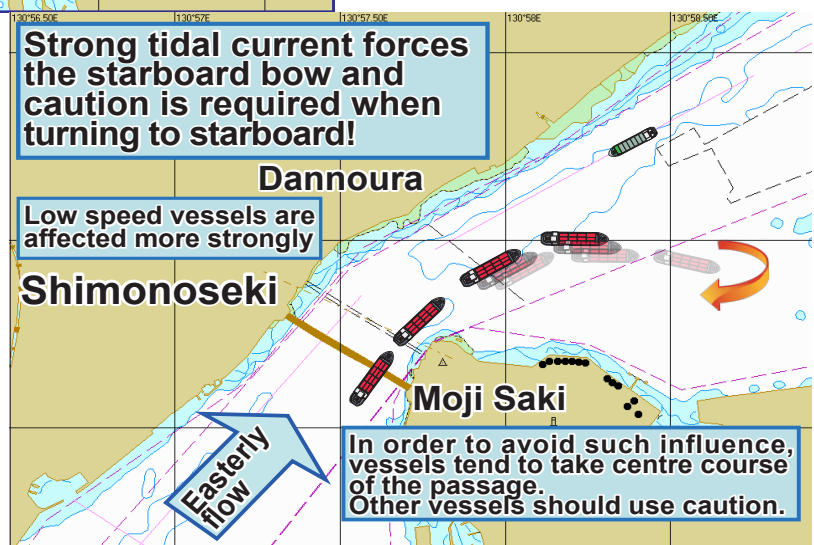 130°56.50E 130°57E 130°57.50E 130°58E 130°58.50E
Strong tidal current forces
the starboard bow and
caution is required when
turning to starboard!
Dannoura
Low speed vessels are
affected more strongly
Shimonoseki
Moji Saki
Easterly
flow
In order to avoid such influence,
vessels tend to take centre course
of the passage.
Other vessels should use caution.